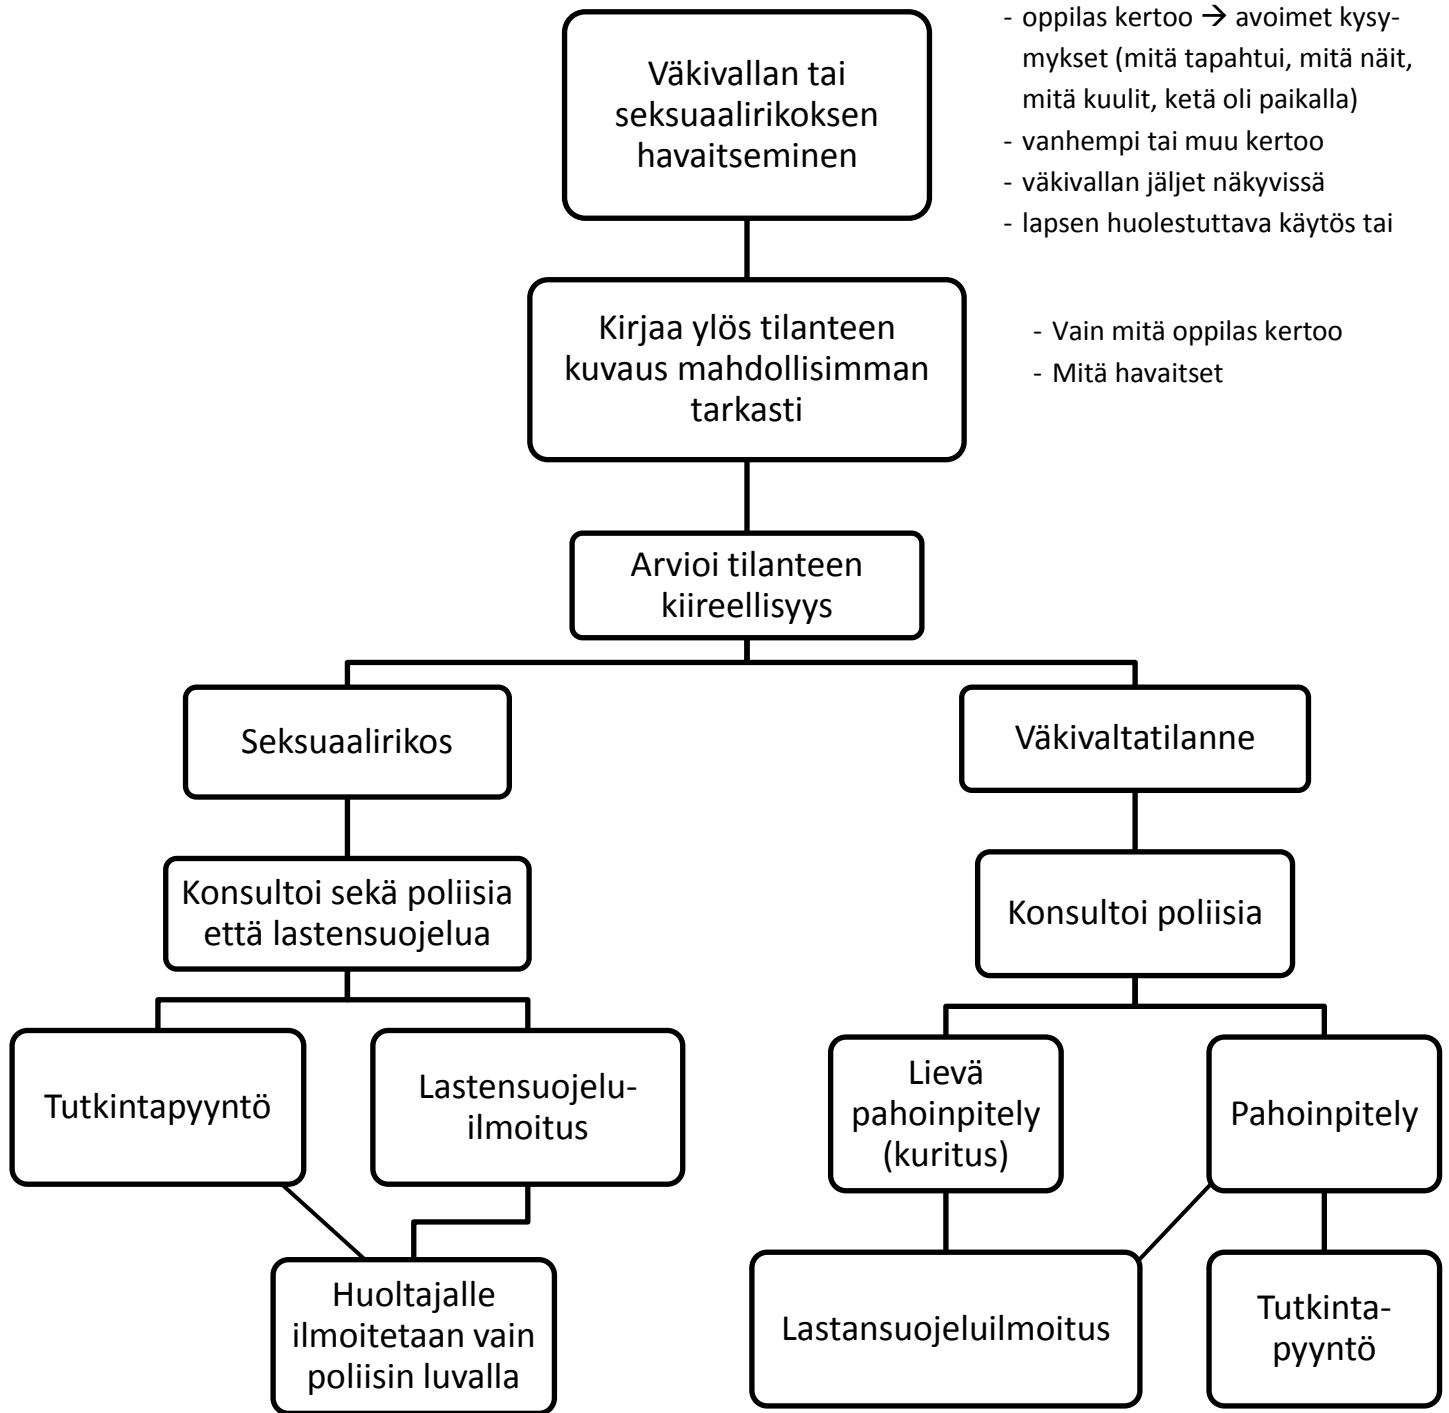 Väkivallan tai
seksuaalirikoksen
havaitseminen
- oppilas kertoo → avoimet kysy-
mykset (mitä tapahtui, mitä näit,
mitä kuulit, ketä oli paikalla)
- vanhempi tai muu kertoo
- väkivallan jäljet näkyvissä
- lapsen huolestuttava käytös tai
Kirjaa ylös tilanteen
kuvaus mahdollisimman
tarkasti
- Vain mitä oppilas kertoo
- Mitä havaitset
Arvioi tilanteen
kiireellisyys
Seksuaalirikos
Väkivaltatilanne
Konsultoi sekä poliisia
että lastensuojelua
Konsultoi poliisia
Tutkintapyyntö
Lastensuojelu-
ilmoitus
Lievä
pahoinpitely
(kuritus)
Pahoinpitely
Huoltajalle
ilmoitetaan vain
poliisin luvalla
Lastansuojeluilmoitus
Tutkinta-
pyyntö